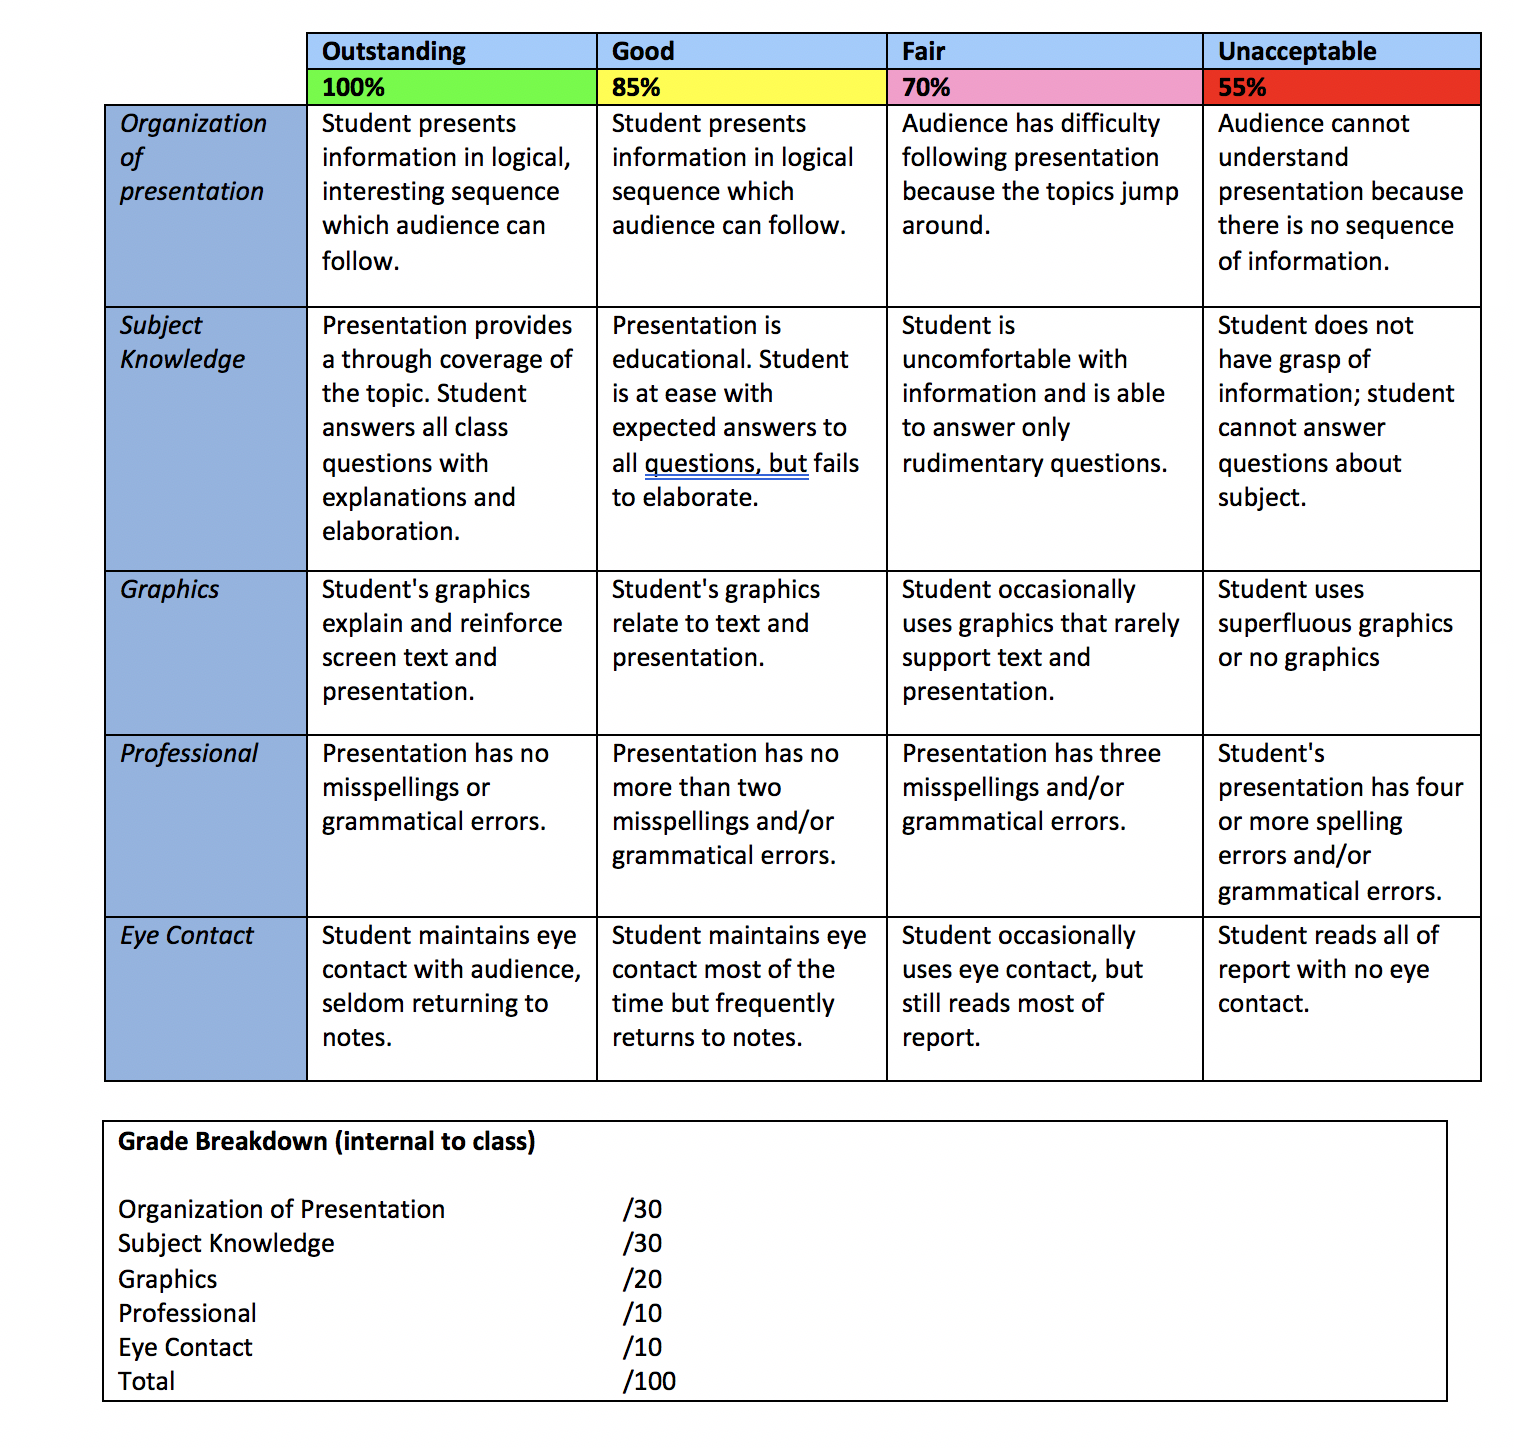 Outstanding
Good
Fair
Unacceptable
100%
85%
70%
55%
Organization
of
presentation
Student presents
information in logical,
interesting sequence
which audience can
follow.
Student presents
information in logical
sequence which
audience can follow.
Audience has difficulty
following presentation
because the topics jump
around.
Audience cannot
understand
presentation because
there is no sequence
of information.
Subject
Knowledge
Presentation provides
a through coverage of
the topic. Student
answers all class
questions with
explanations and
elaboration.
Presentation is
educational. Student
is at ease with
expected answers to
all questions, but fails
to elaborate.
Student is
uncomfortable with
information and is able
to answer only
rudimentary questions.
Student does not
have grasp of
information; student
cannot answer
questions about
subject.
Graphics
Student's graphics
explain and reinforce
screen text and
presentation.
Student's graphics
relate to text and
presentation.
Student occasionally
uses graphics that rarely
support text and
presentation.
Student uses
superfluous graphics
or no graphics
Professional
Presentation has no
misspellings or
grammatical errors.
Presentation has no
more than two
misspellings and/or
grammatical errors.
Presentation has three
misspellings and/or
grammatical errors.
Student's
presentation has four
or more spelling
errors and/or
grammatical errors.
Eye Contact
Student maintains eye
contact with audience,
seldom returning to
notes.
Student maintains eye
contact most of the
time but frequently
returns to notes.
Student occasionally
uses eye contact, but
still reads most of
report.
Student reads all of
report with no eye
contact.
Grade Breakdown (internal to class)
Organization of Presentation /30
Subject Knowledge /30
Graphics /20
Professional /10
Eye Contact /10
Total /100